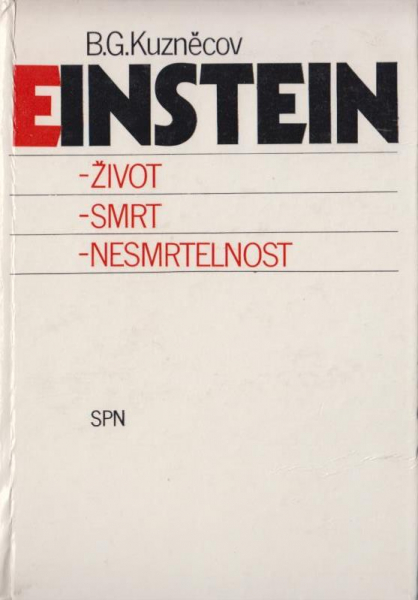 B.G.Kuzněcov
EINSTEIN
-ŽIVOT
-SMRT
-NESMRTELNOST
SPN